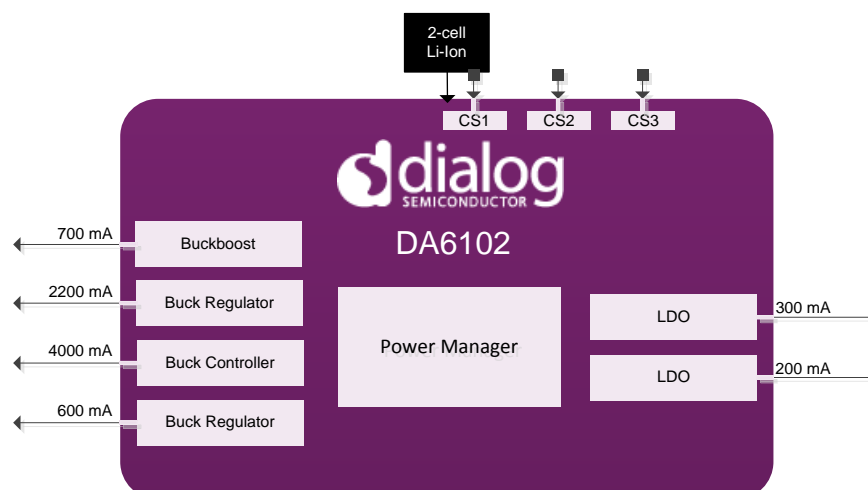 2-cell
Li-Ion
CS1
CS2
CS3
dialog
SEMICONDUCTOR
DA6102
700 mA
Buckboost
2200 mA
Buck Regulator
4000 mA
Buck Controller
600 mA
Buck Regulator
Power Manager
LDO
300 mA
LDO
200 mA